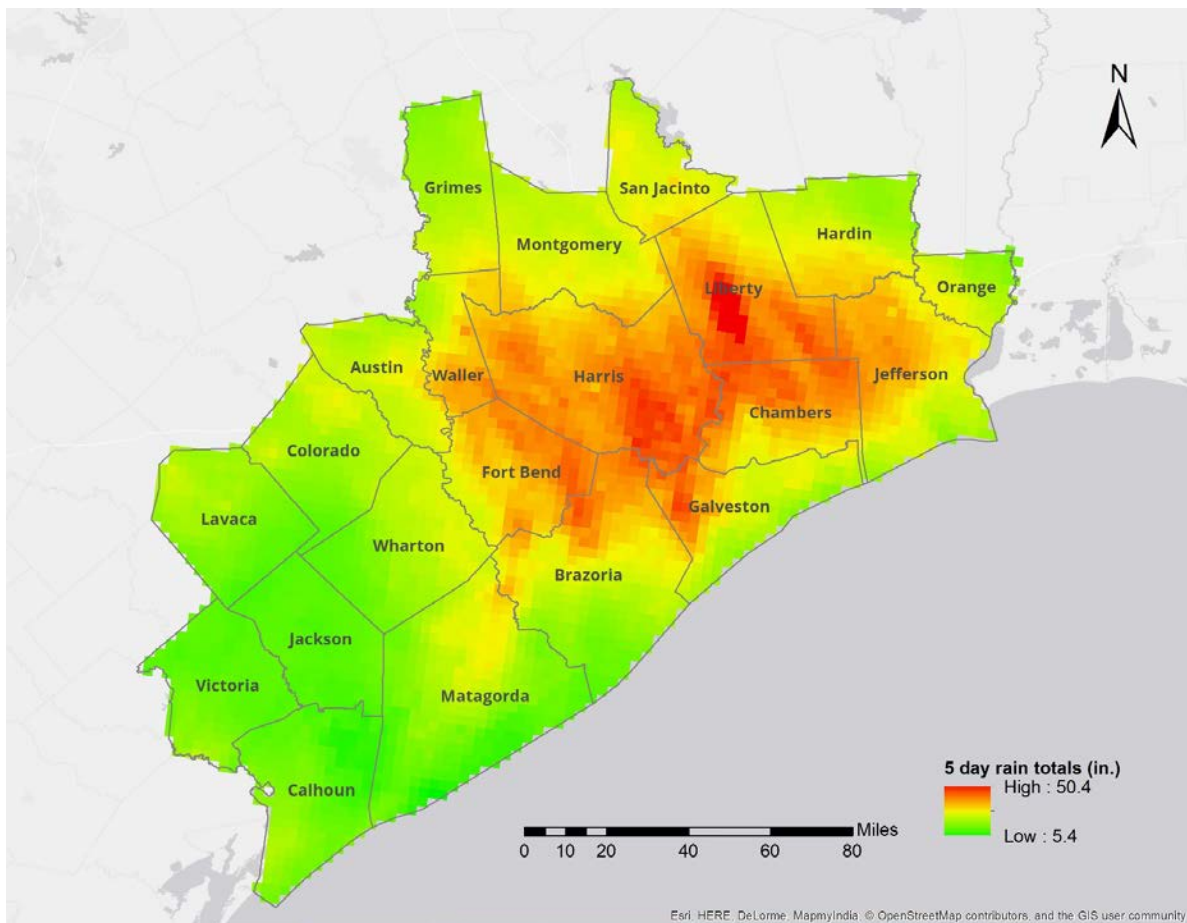 N
Grimes
San Jacinto
Montgomery
Hardin
Liberty
Orange
Austin
Waller
Harris
Jefferson
Chambers
Colorado
Fort Bend
Galveston
Lavaca
Wharton
Brazoria
Jackson
Victoria
Matagorda
Calhoun
5 day rain totals (in.)
High : 50.4
Low : 5.4
Miles
0 5 10 20 40 60 80
Esri, HERE, DeLorme, MapmyIndia, © OpenStreetMap contributors, and the GIS user community